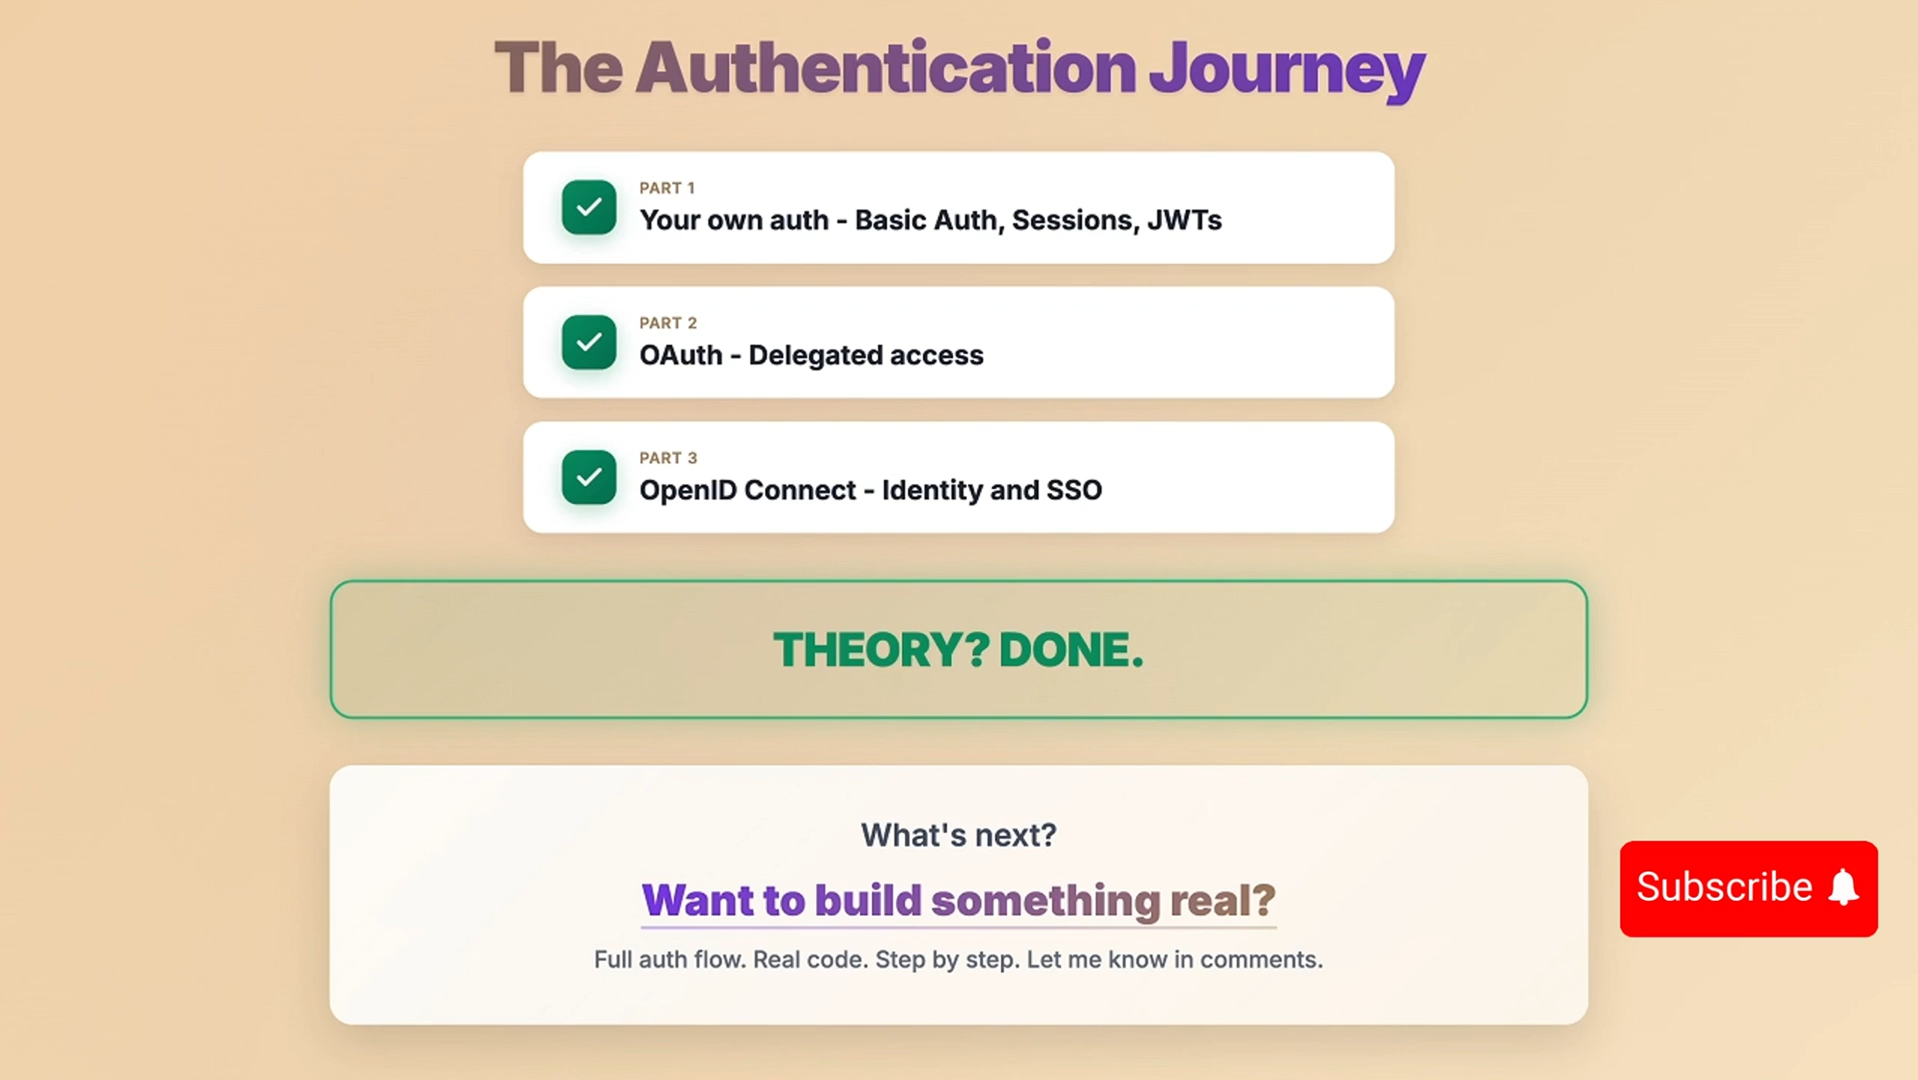 The Authentication Journey
PART 1
Your own auth - Basic Auth, Sessions, JWTs
PART 2
OAuth - Delegated access
PART 3
OpenID Connect - Identity and SSO
THEORY? DONE.
What's next?
Want to build something real?
Full auth flow. Real code. Step by step. Let me know in comments.
Subscribe